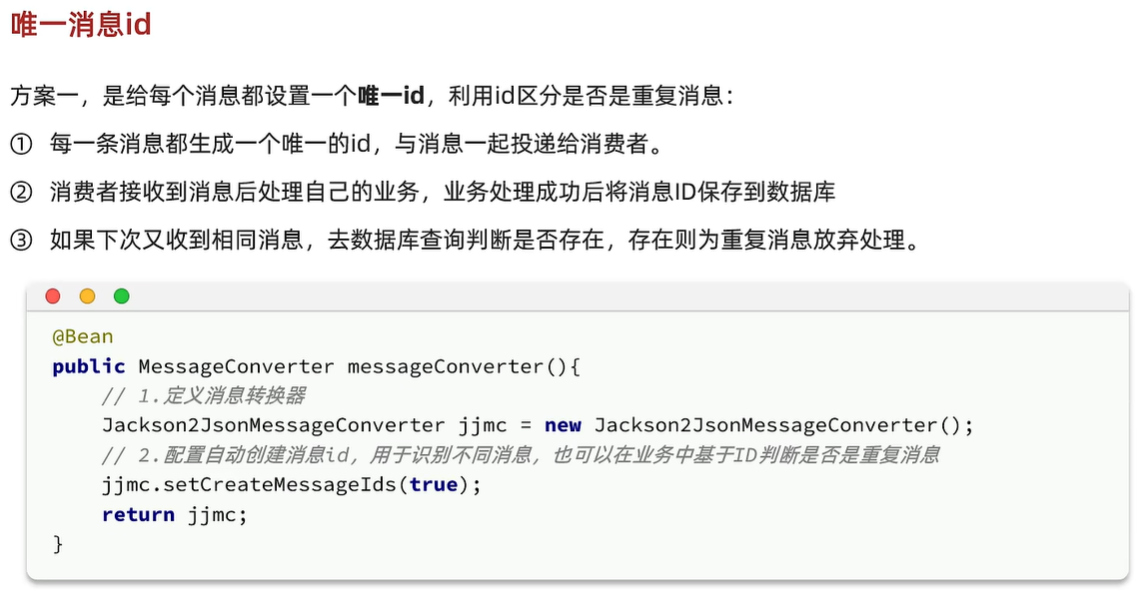 唯一消息id
方案一，是给每个消息都设置一个唯一id，利用id区分是否是重复消息：
① 每一条消息都生成一个唯一的id，与消息一起投递给消费者。
② 消费者接收到消息后处理自己的业务，业务处理成功后将消息ID保存到数据库
③ 如果下次又收到相同消息，去数据库查询判断是否存在，存在则为重复消息放弃处理。
@Bean
public MessageConverter messageConverter(){
    // 1.定义消息转换器
    Jackson2JsonMessageConverter jjmc = new Jackson2JsonMessageConverter();
    // 2.配置自动创建消息id，用于识别不同消息，也可以在业务中基于ID判断是否是重复消息
    jjmc.setCreateMessageIds(true);
    return jjmc;
}